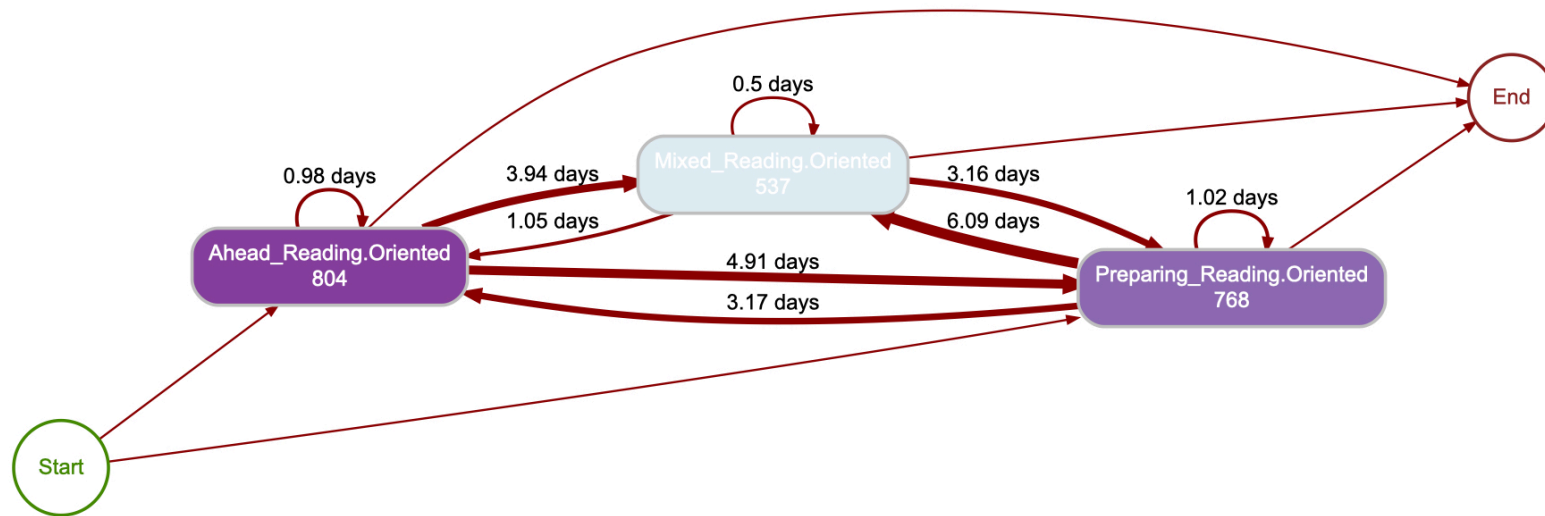 End
0.5 days
Mixed_Reading.Oriented
537
0.98 days
3.94 days
3.16 days
1.05 days
1.02 days
6.09 days
Ahead_Reading.Oriented
804
4.91 days
Preparing_Reading.Oriented
768
3.17 days
Start